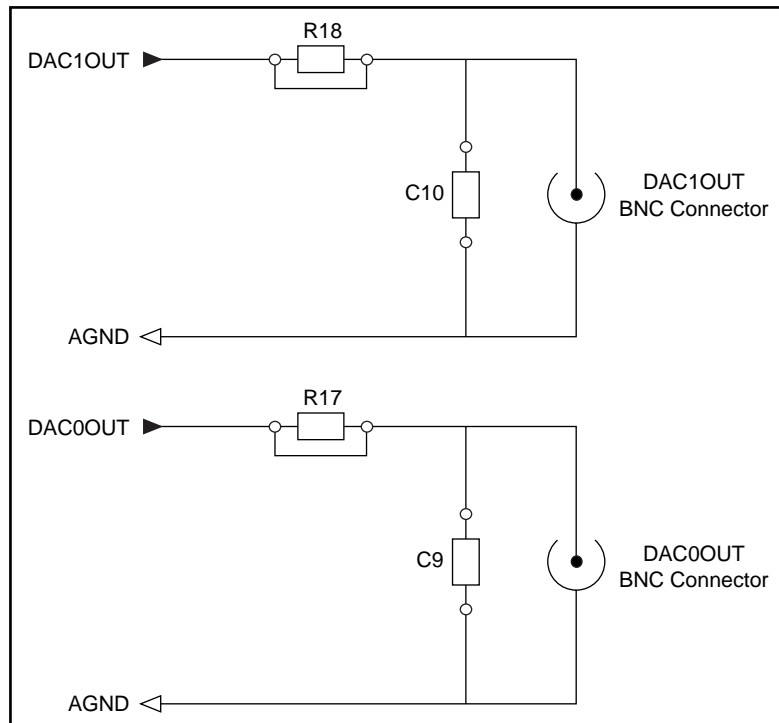 R18
DAC1OUT
C10
DAC1OUT
BNC Connector
AGND
R17
DAC0OUT
C9
DAC0OUT
BNC Connector
AGND